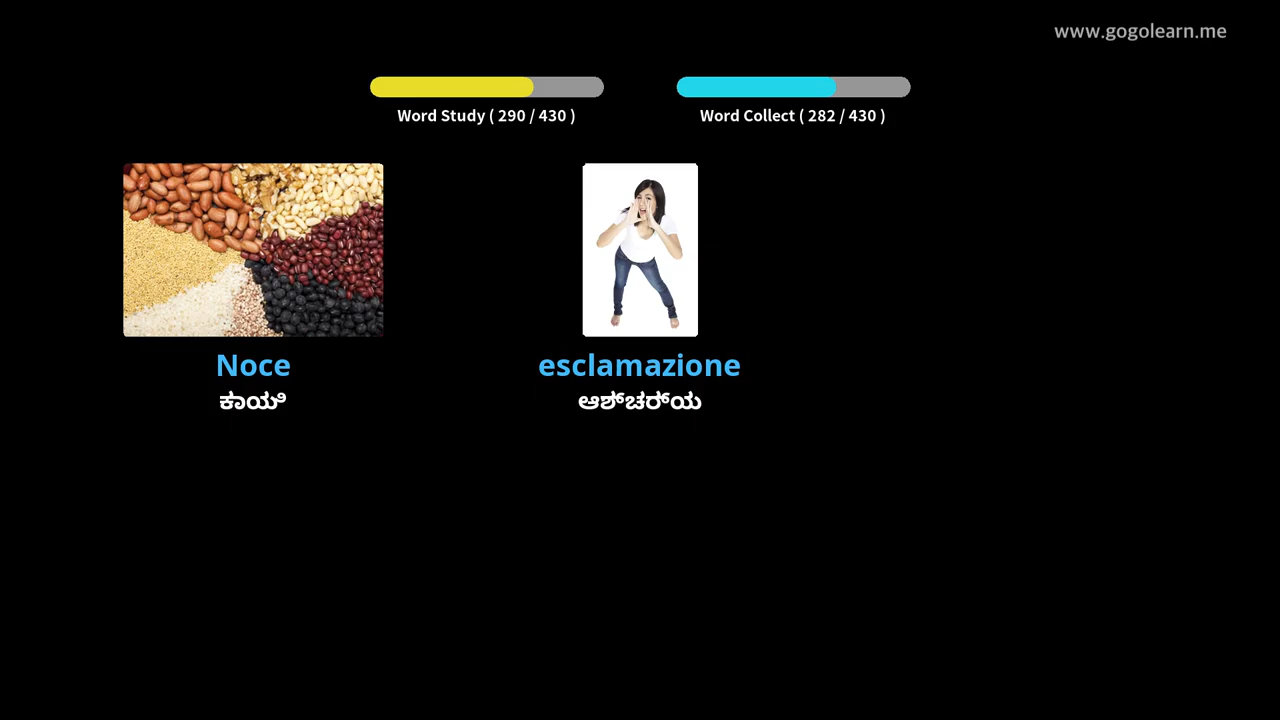 www.gogolearn.me
Word Study ( 290 / 430 )
Word Collect ( 282 / 430 )
Noce
ಕಾಯಿ
esclamazione
ಆಶ್ಚರ್ಯ